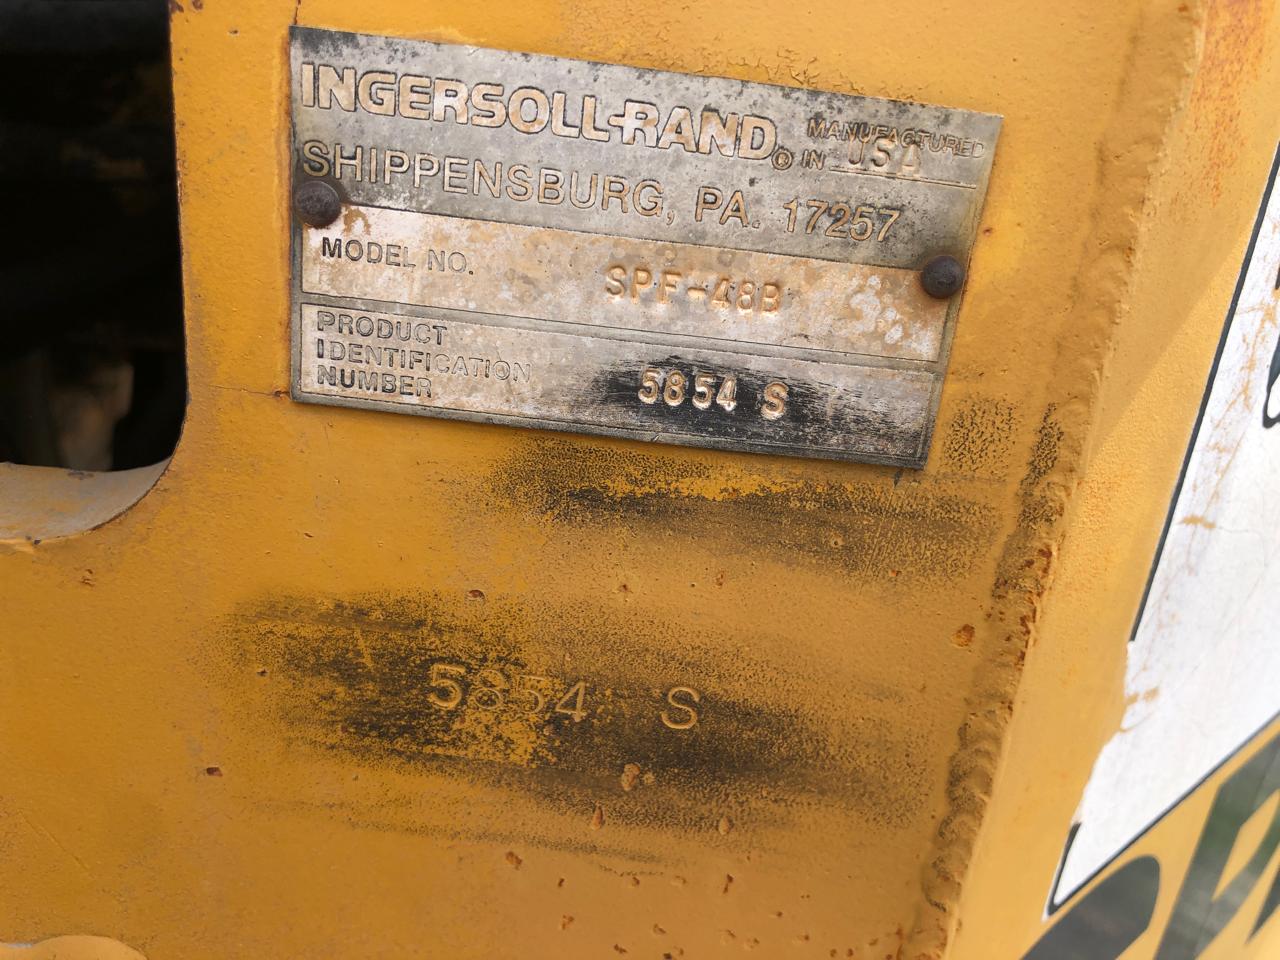 INGERSOLL-RAND® MANUFACTURED IN USA
SHIPPENSBURG, PA. 17257
MODEL NO. SPF-48B
PRODUCT
IDENTIFICATION
NUMBER
5854 S
5854 S